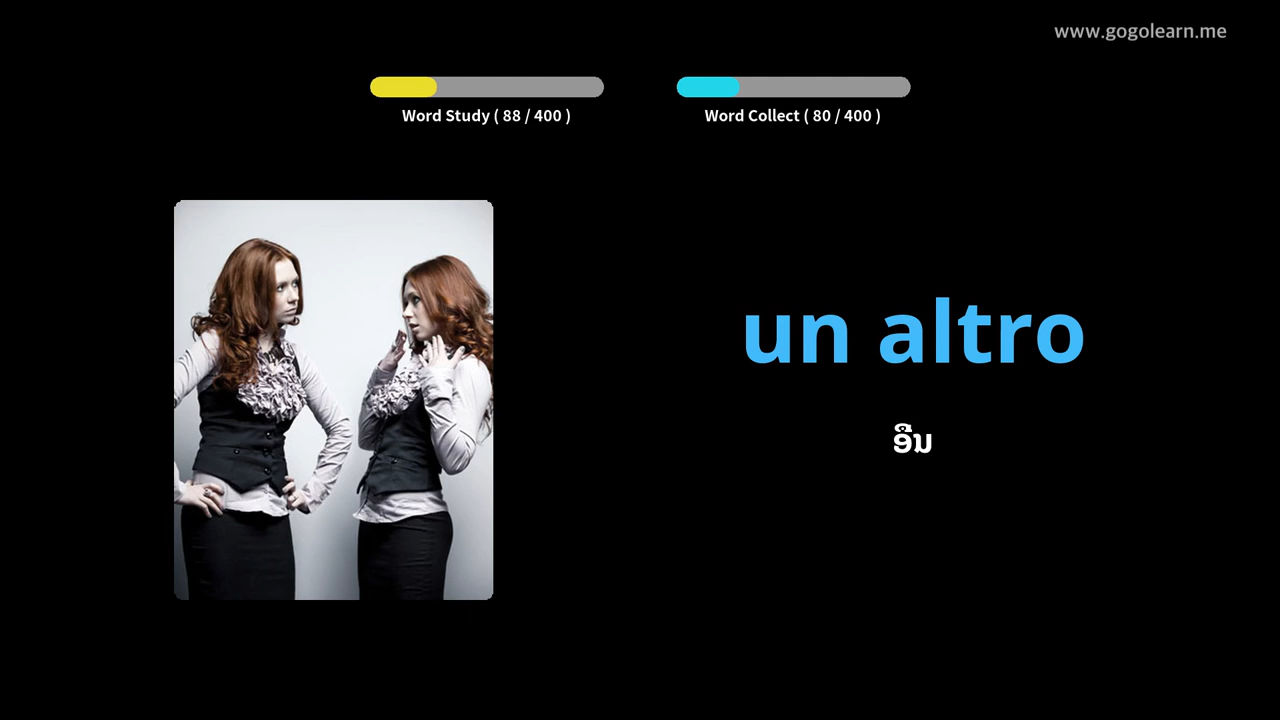 www.gogolearn.me
Word Study ( 88 / 400 )
Word Collect ( 80 / 400 )
un altro
ອື່ນ